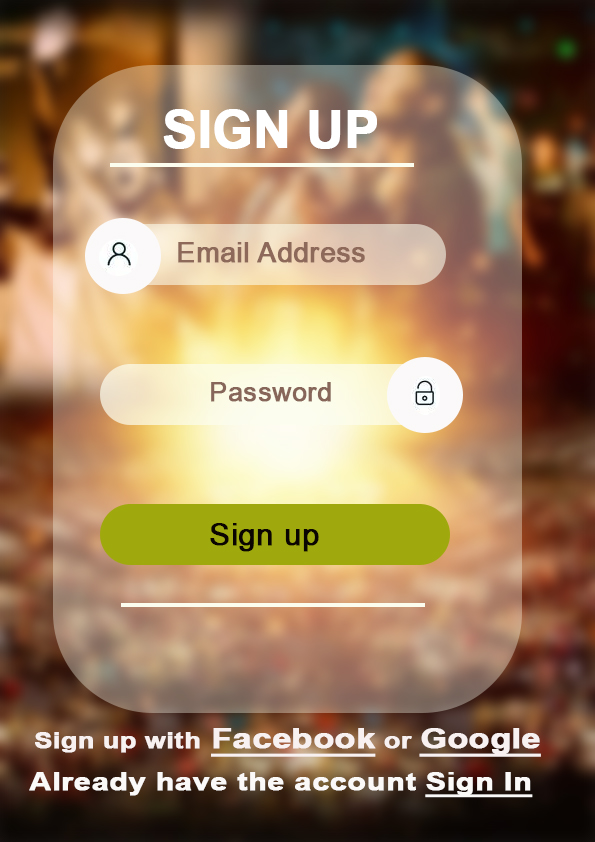 SIGN UP
Email Address
Password
Sign up
Sign up with Facebook or Google
Already have the account Sign In